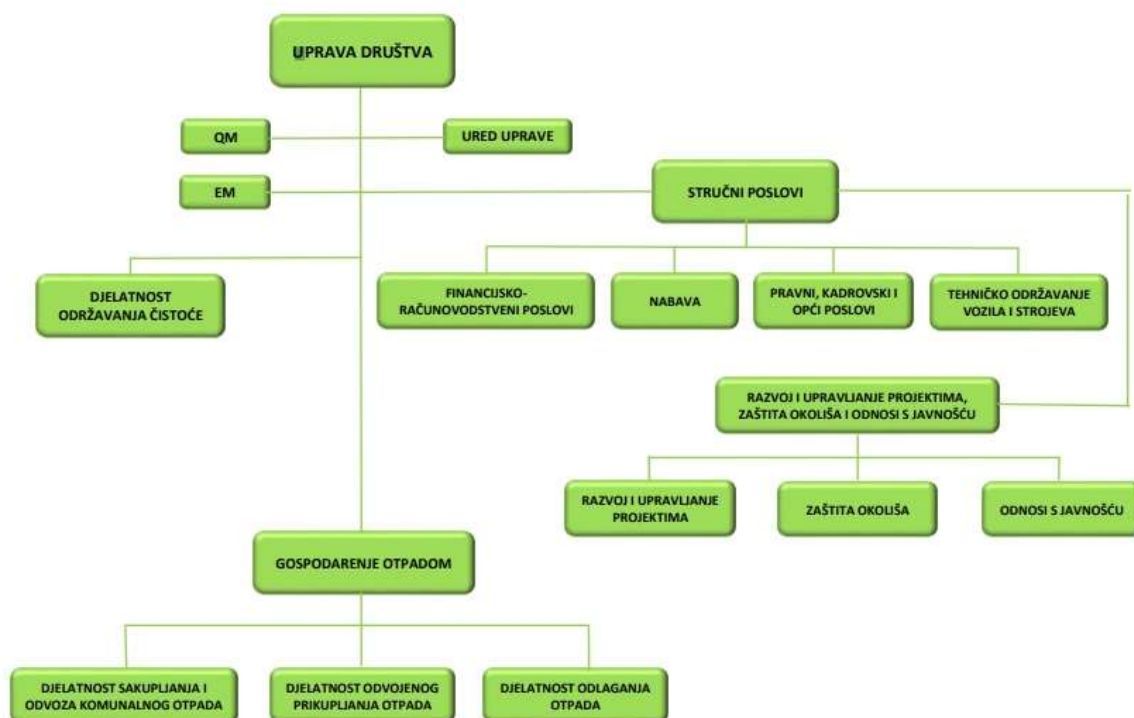 UPRAVA DRUŠTVA
QM
URED UPRAVE
EM
STRUČNI POSLOVI
DJELATNOST
ODRŽAVANJA ČISTOĆE
FINANCIJSKO-
RAČUNOVODSTVENI POSLOVI
NABAVA
PRAVNI, KADROVSKI I
OPĆI POSLOVI
TEHNIČKO ODRŽAVANJE
VOZILA I STROJEVA
RAZVOJ I UPRAVLJANJE PROJEKTIMA,
ZAŠTITA OKOLIŠA I ODNOSI S JAVNOŠĆU
RAZVOJ I UPRAVLJANJE
PROJEKTIMA
ZAŠTITA OKOLIŠA
ODNOSI S JAVNOŠĆU
GOSPODARENJE OTPADOM
DJELATNOST SAKUPLJANJA I
ODVOZA KOMUNALNOG OTPADA
DJELATNOST ODVOJENOG
PRIKUPLJANJA OTPADA
DJELATNOST ODLAGANJA
OTPADA